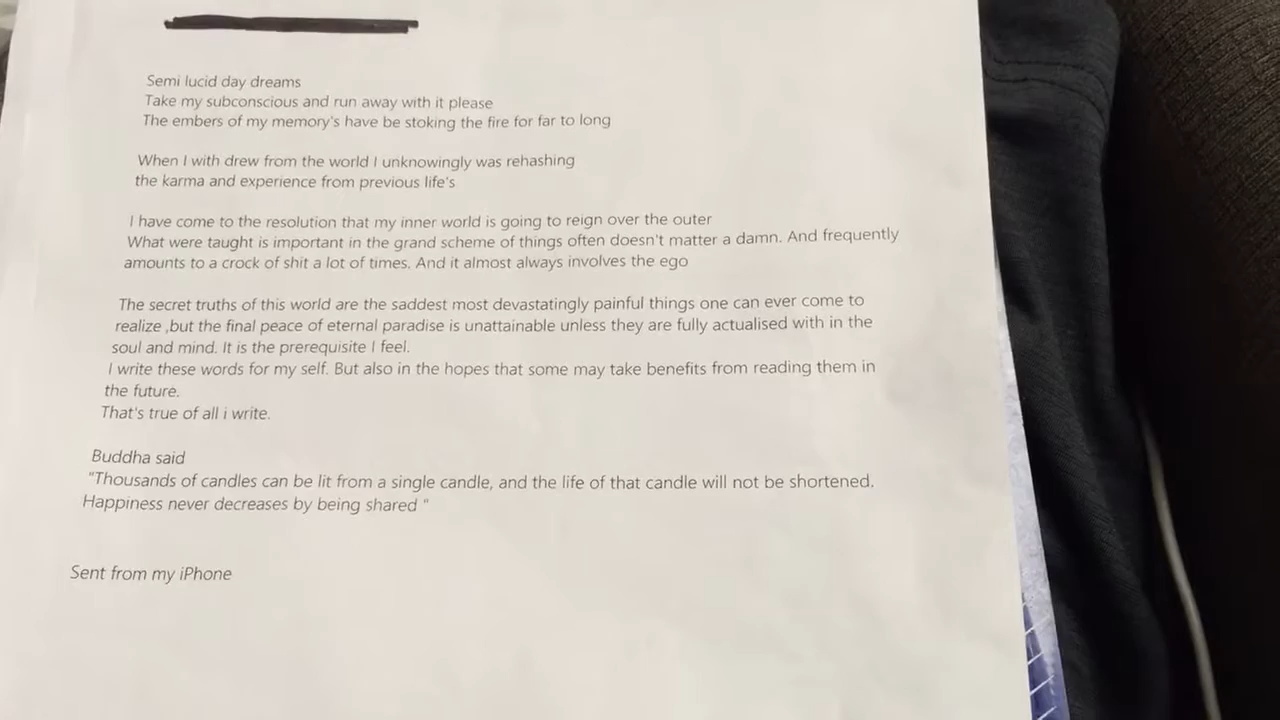 Semi lucid day dreams
Take my subconscious and run away with it please
The embers of my memory's have be stoking the fire for far to long
When I with drew from the world I unknowingly was rehashing
the karma and experience from previous life's
I have come to the resolution that my inner world is going to reign over the outer
What were taught is important in the grand scheme of things often doesn't matter a damn. And frequently
amounts to a crock of shit a lot of times. And it almost always involves the ego
The secret truths of this world are the saddest most devastatingly painful things one can ever come to
realize ,but the final peace of eternal paradise is unattainable unless they are fully actualised with in the
soul and mind. It is the prerequisite I feel.
I write these words for my self. But also in the hopes that some may take benefits from reading them in
the future.
That's true of all i write.
Buddha said
"Thousands of candles can be lit from a single candle, and the life of that candle will not be shortened.
Happiness never decreases by being shared "
Sent from my iPhone